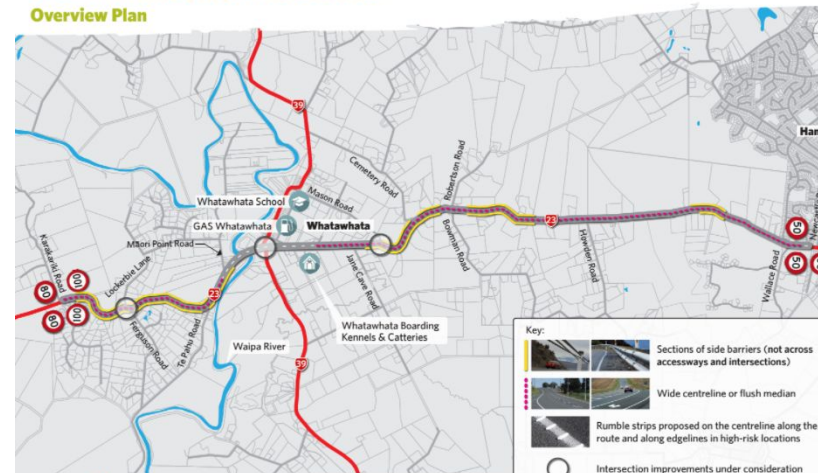 Overview Plan
39
Cemetery Road
Robertson Road
Ham
Whatawhata School
Mason Road
GAS Whatawhata
Whatawhata
23
50
Māori Point Road
Karakariki Road
Lockerbie Lane
Bowman Road
Howden Road
Wallace Road
50
80
100
23
Jane Cave Road
80
100
Ferguson Road
Te Pahu Road
Waipa River
Whatawhata Boarding
Kennels & Catteries
39
Key:
Sections of side barriers (not across
accessways and intersections)
Wide centreline or flush median
Rumble strips proposed on the centreline along the
route and along edgelines in high-risk locations
Intersection improvements under consideration